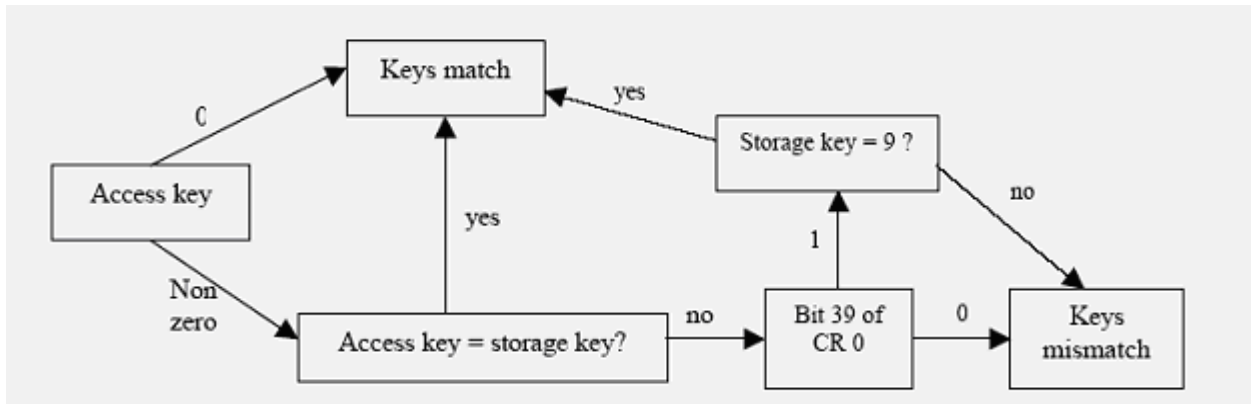 Keys match
yes
Storage key = 9 ?
0
Access key
no
yes
1
Non
zero
Access key = storage key?
no
Bit 39 of
CR 0
0
Keys
mismatch